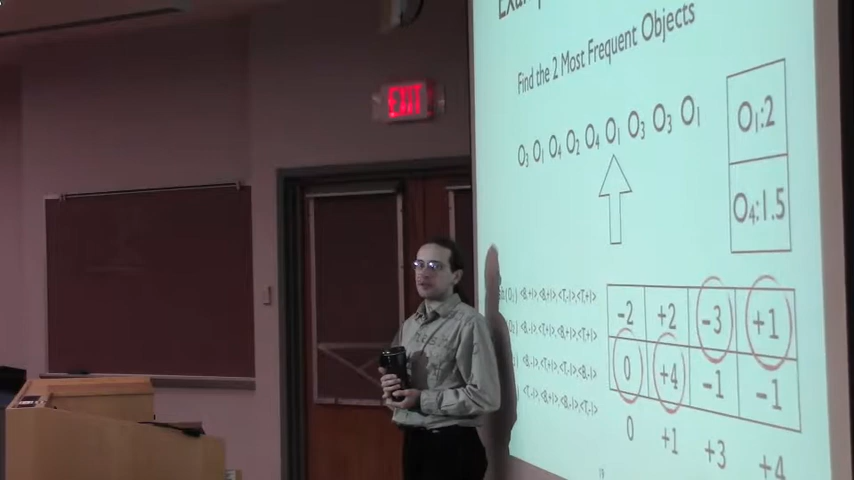 EXIT
Find the 2 Most Frequent Objects
O₃ O₁ O₄ O₂ O₄ O₁ O₃ O₃ O₁
O₁:2
O₄:1.5
-2 +2 -3 +1
0 +4 -1 -1
0 +1 +3 +4
19